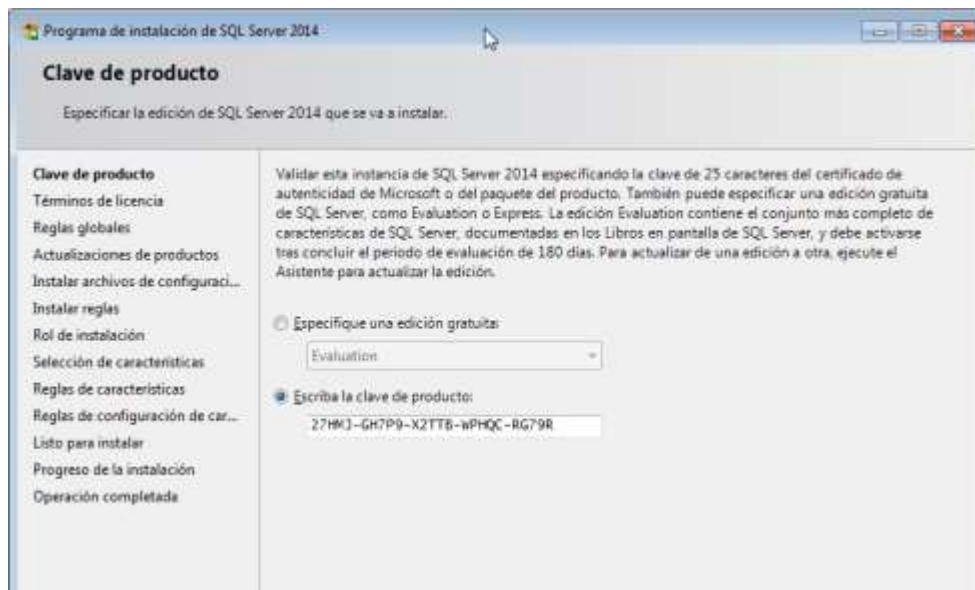 Programa de instalación de SQL Server 2014
Clave de producto
Especificar la edición de SQL Server 2014 que se va a instalar.
Clave de producto
Términos de licencia
Reglas globales
Actualizaciones de productos
Instalar archivos de configuraci...
Instalar reglas
Rol de instalación
Selección de características
Reglas de características
Reglas de configuración de car...
Listo para instalar
Progreso de la instalación
Operación completada
Validar esta instancia de SQL Server 2014 especificando la clave de 25 caracteres del certificado de
autenticidad de Microsoft o del paquete del producto. También puede especificar una edición gratuita
de SQL Server, como Evaluation o Express. La edición Evaluation contiene el conjunto más completo de
características de SQL Server, documentadas en los Libros en pantalla de SQL Server, y debe activarse
tras concluir el periodo de evaluación de 180 días. Para actualizar de una edición a otra, ejecute el
Asistente para actualizar la edición.
Especifique una edición gratuita:
Evaluation
Escriba la clave de producto:
27HMJ-GH7P9-X2TTB-WPHQC-RG79R